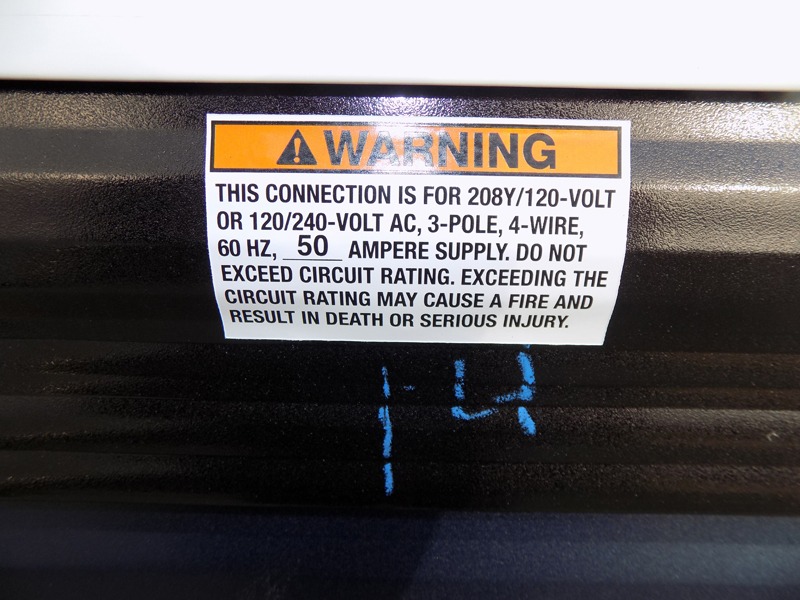 WARNING
THIS CONNECTION IS FOR 208Y/120-VOLT
OR 120/240-VOLT AC, 3-POLE, 4-WIRE,
60 HZ, 50 AMPERE SUPPLY. DO NOT
EXCEED CIRCUIT RATING. EXCEEDING THE
CIRCUIT RATING MAY CAUSE A FIRE AND
RESULT IN DEATH OR SERIOUS INJURY.
1-4